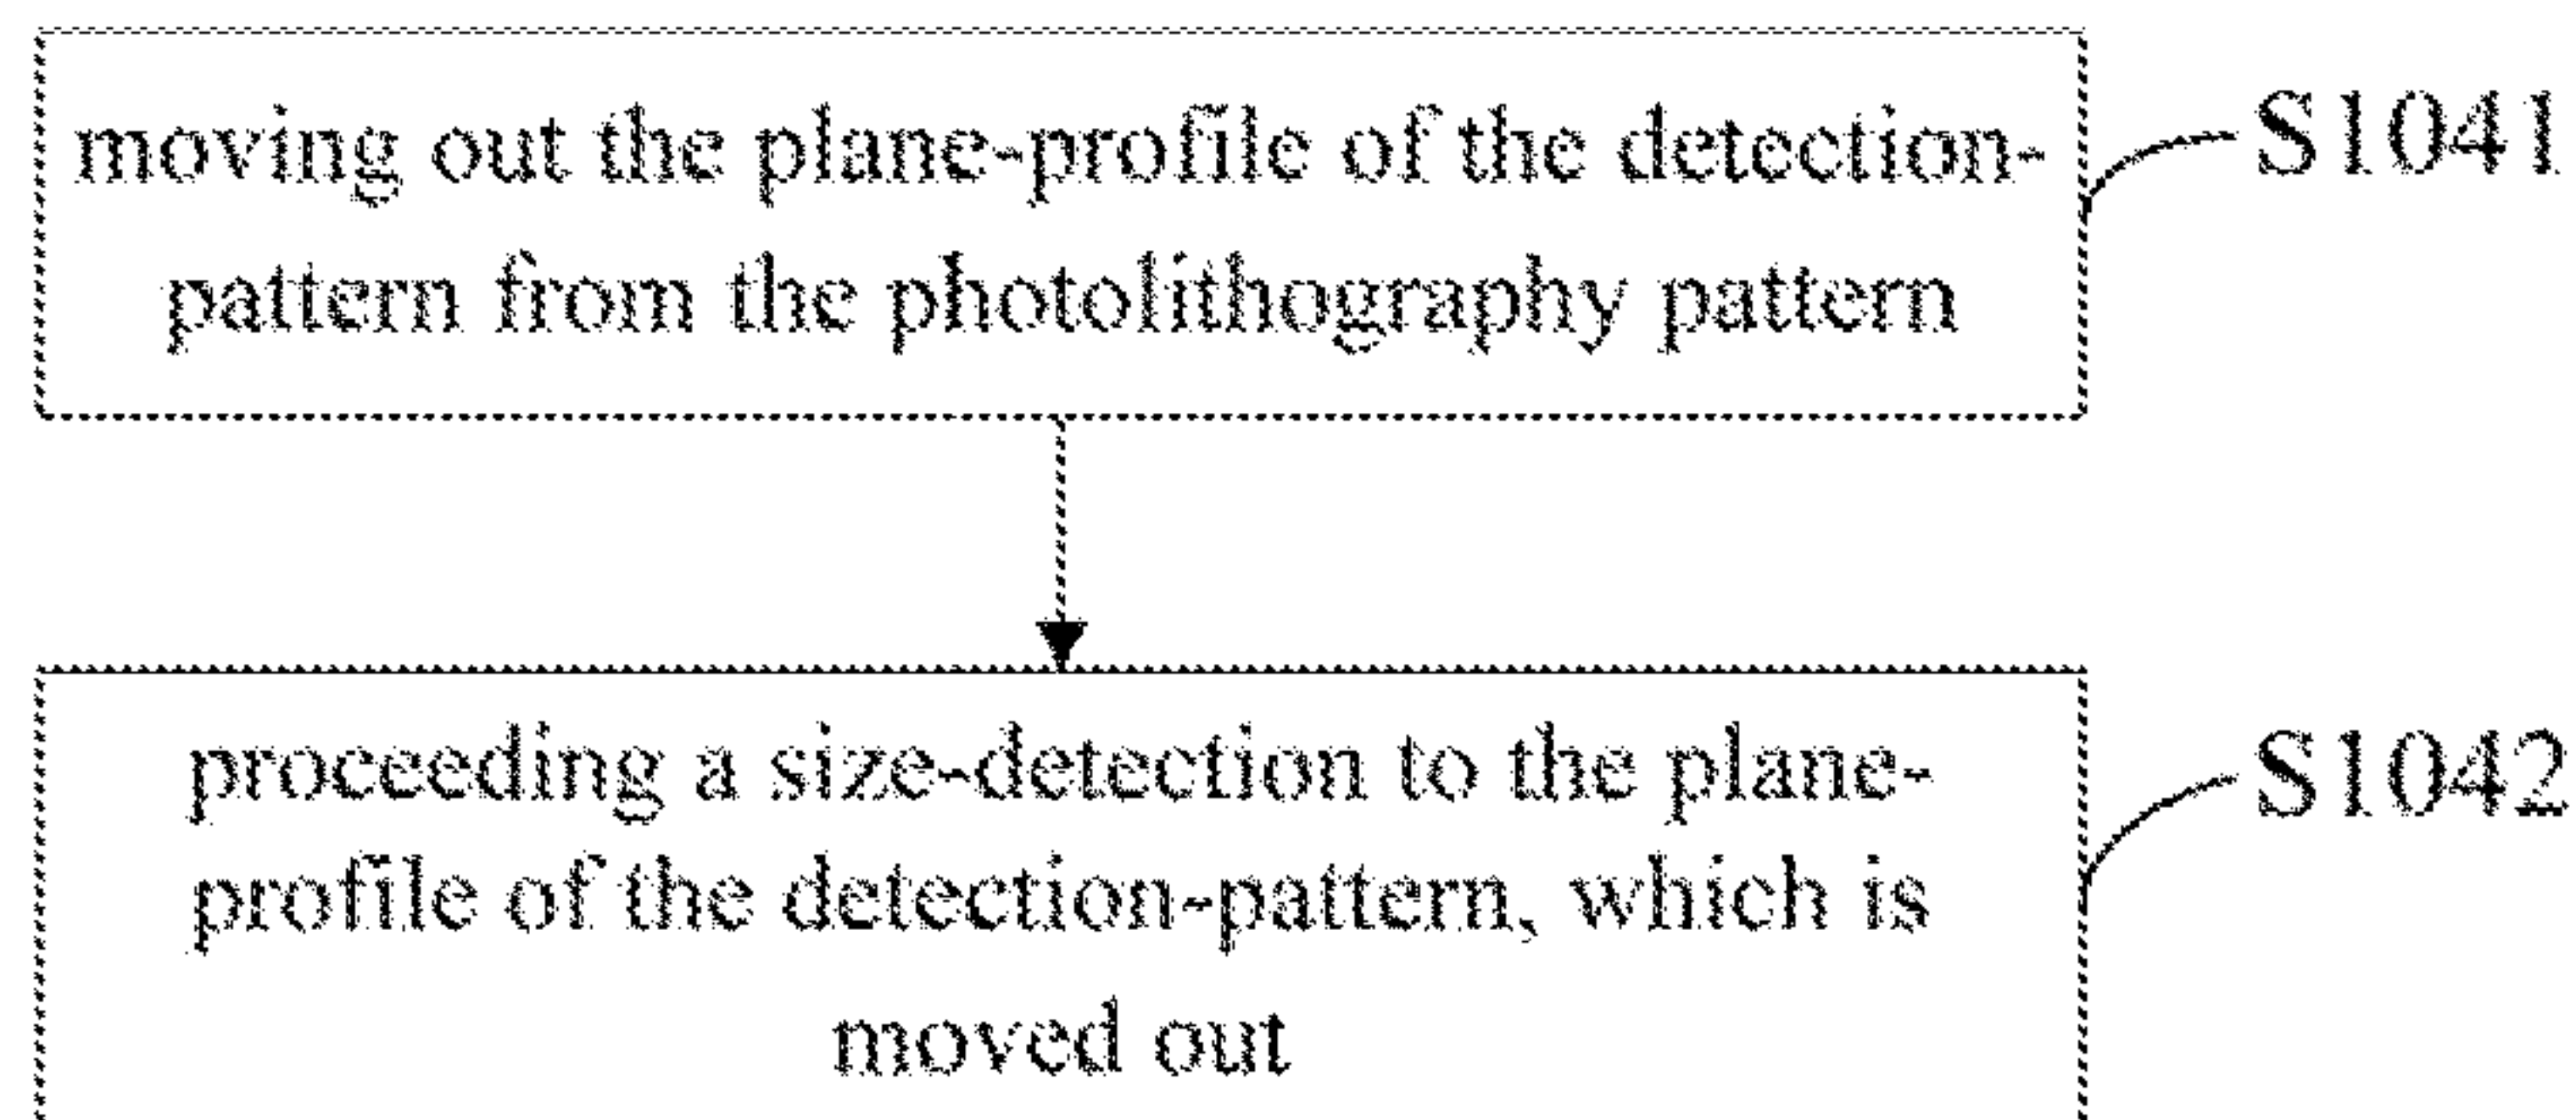 moving out the plane-profile of the detection-
pattern from the photolithography pattern
S1041
proceeding a size-detection to the plane-
profile of the detection-pattern, which is
moved out
S1042